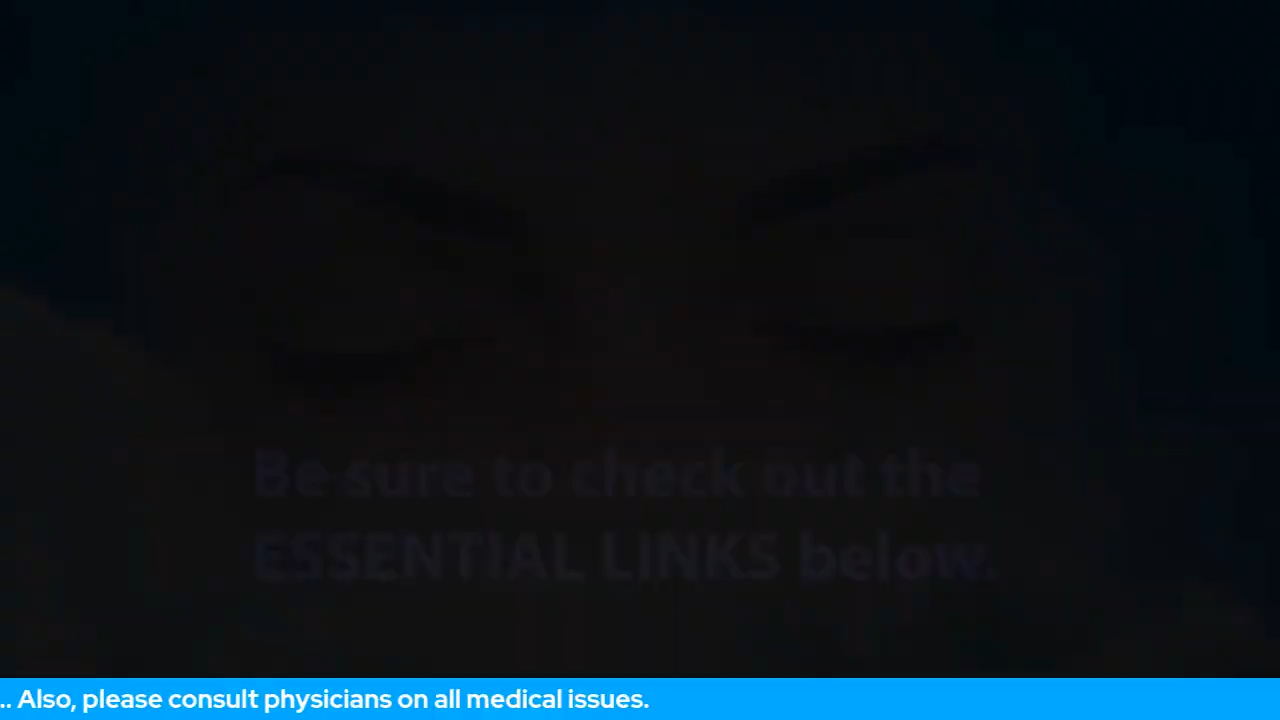 Be sure to check out the
ESSENTIAL LINKS below.
.. Also, please consult physicians on all medical issues.